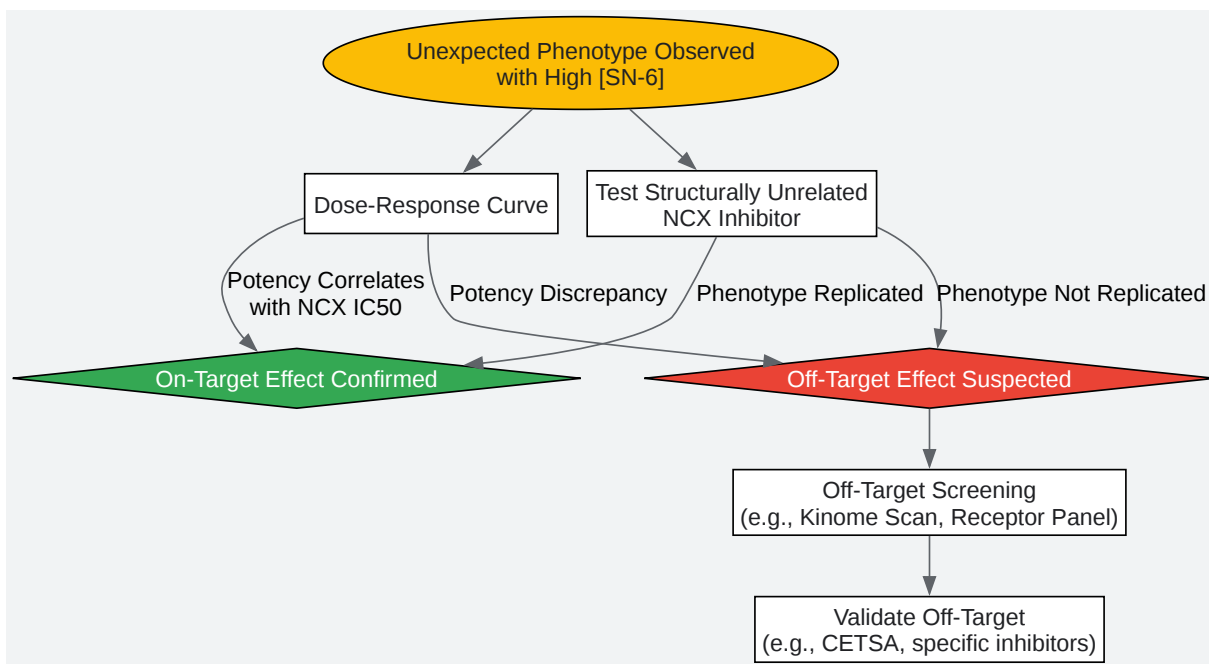 Unexpected Phenotype Observed
with High [SN-6]
Dose-Response Curve
Test Structurally Unrelated
NCX Inhibitor
Potency Correlates
with NCX IC50
Potency Discrepancy
Phenotype Replicated
Phenotype Not Replicated
On-Target Effect Confirmed
Off-Target Effect Suspected
Off-Target Screening
(e.g., Kinome Scan, Receptor Panel)
Validate Off-Target
(e.g., CETSA, specific inhibitors)